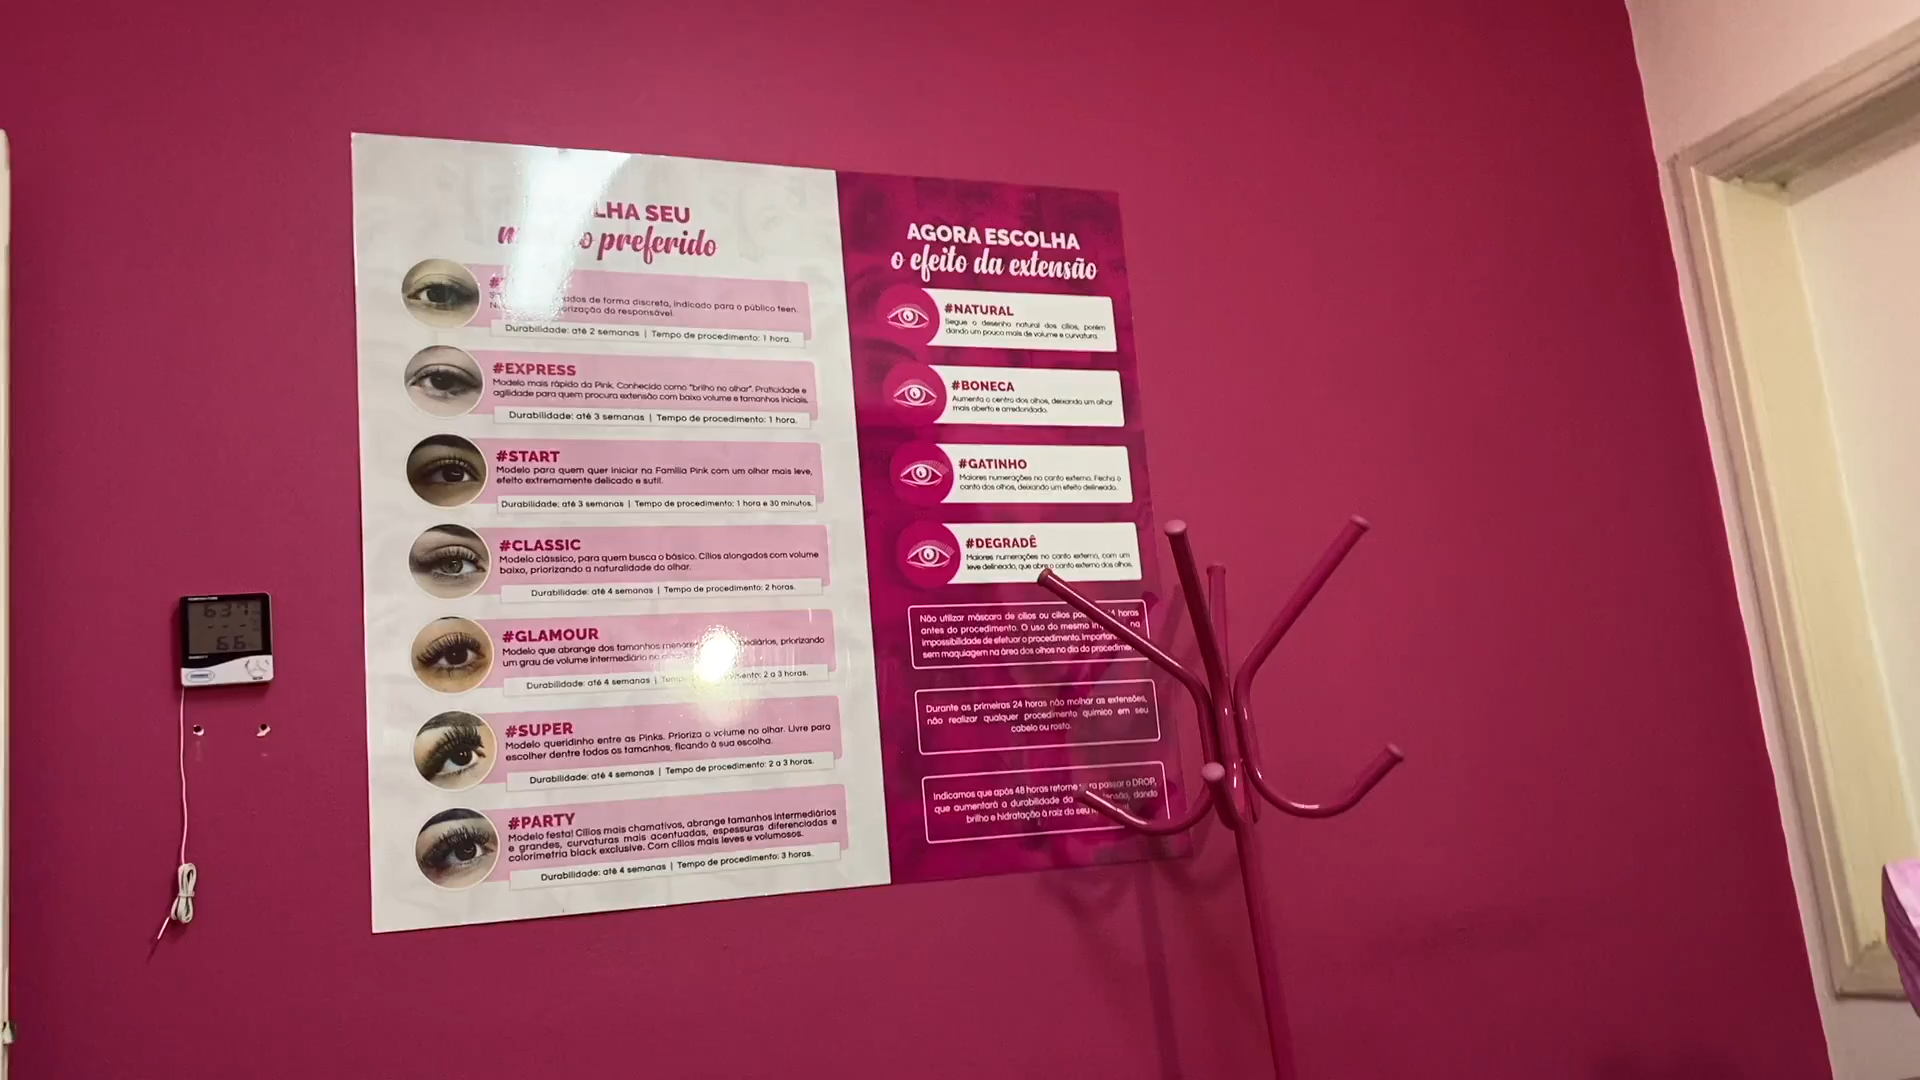 LHA SEU
o preferido
ados de forma discreta, indicado para o público teen.
orização do responsável.
Durabilidade: até 2 semanas | Tempo de procedimento: 1 hora.
#EXPRESS
Modelo mais rápido da Pink. Conhecido como "brilho no olhar". Praticidade e
agilidade para quem procura extensão com baixo volume e tamanhos iniciais.
Durabilidade: até 3 semanas | Tempo de procedimento: 1 hora.
#START
Modelo para quem quer iniciar na Família Pink com um olhar mais leve,
efeito extremamente delicado e sutil.
Durabilidade: até 3 semanas | Tempo de procedimento: 1 hora e 30 minutos.
#CLASSIC
Modelo clássico, para quem busca o básico. Cílios alongados com volume
baixo, priorizando a naturalidade do olhar.
Durabilidade: até 4 semanas | Tempo de procedimento: 2 horas.
#GLAMOUR
Modelo que abrange dos tamanhos menores ediários, priorizando
um grau de volume intermediário no
Durabilidade: até 4 semanas | 2 a 3 horas.
#SUPER
Modelo queridinho entre as Pinks. Prioriza o volume no olhar. Livre para
escolher dentre todos os tamanhos, ficando à sua escolha.
Durabilidade: até 4 semanas | Tempo de procedimento: 2 a 3 horas.
#PARTY
Modelo festa! Cílios mais chamativos, abrange tamanhos intermediários
e grandes, curvaturas mais acentuadas, espessuras diferenciadas e
colorimetria black exclusive. Com cílios mais leves e volumosos.
Durabilidade: até 4 semanas | Tempo de procedimento: 3 horas.
AGORA ESCOLHA
o efeito da extensão
#NATURAL
Segue o desenho natural dos cílios, porém
dando um pouco mais de volume e curvatura.
#BONECA
Aumenta o centro dos olhos, deixando um olhar
mais aberto e arredondado.
#GATINHO
Maiores numerações no canto externo. Fecha o
canto dos olhos, deixando um efeito delineado.
#DEGRADÊ
Maiores numerações no canto externo, com um
leve delineado, que abre o canto externo dos olhos.
Não utilizar máscara de cílios ou cílios horas
antes do procedimento. O uso do mesmo na
impossibilidade de efetuar o procedimento.
sem maquiagem na área dos olhos no dia do
Durante as primeiras 24 horas não molhar as extensões,
não realizar qualquer procedimento químico em seu
cabelo ou rosto.
Indicamos que após 48 horas retorne passar o DROP,
que aumentará a durabilidade da dando
brilho e hidratação à raiz do seu
637
66